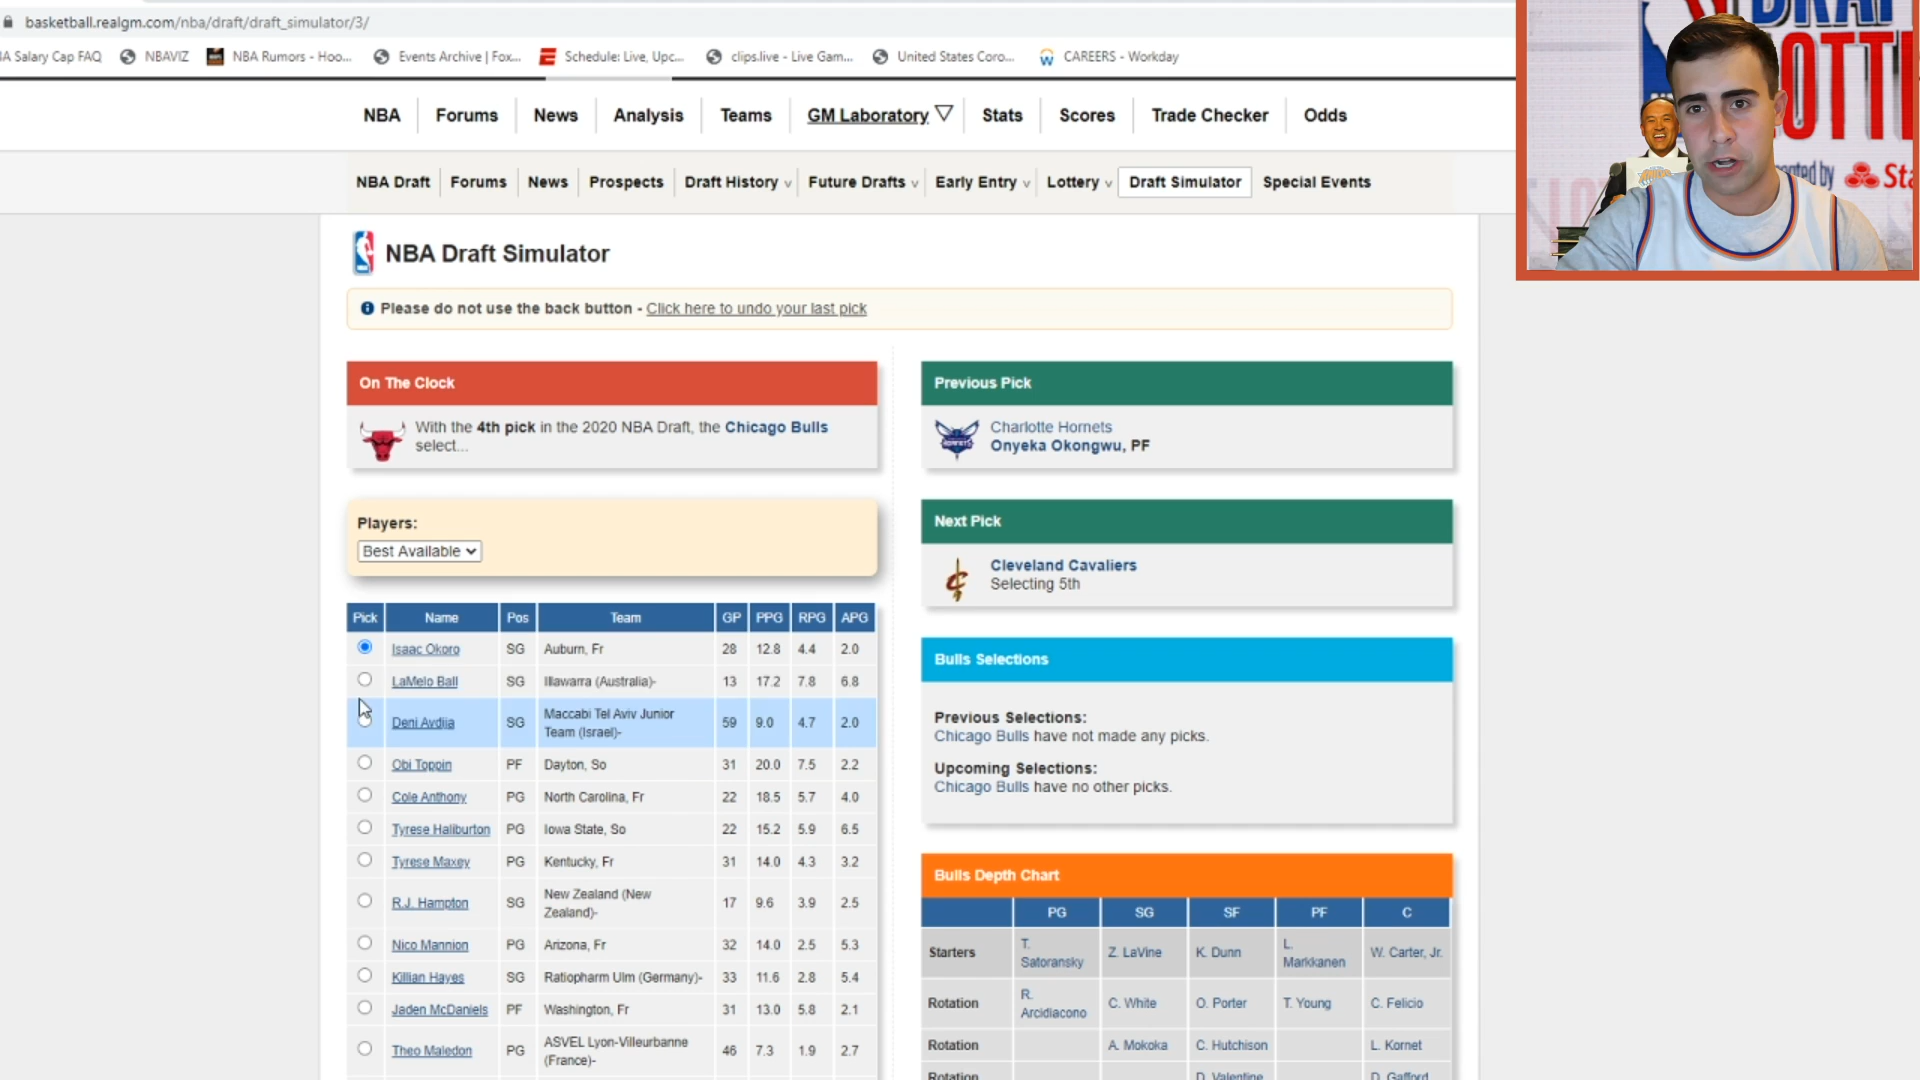 basketball.realgm.com/nba/draft/draft_simulator/3/
A Salary Cap FAQ NBAVIZ NBA Rumors - Hoo... Events Archive | Fox... Schedule: Live, Upc... clips.live - Live Gam... United States Coro... CAREERS - Workday
NBA Forums News Analysis Teams GM Laboratory Stats Scores Trade Checker Odds
NBA Draft Forums News Prospects Draft History Future Drafts Early Entry Lottery Draft Simulator Special Events
NBA Draft Simulator
Please do not use the back button - Click here to undo your last pick
On The Clock
With the 4th pick in the 2020 NBA Draft, the Chicago Bulls
select...
Players:
Best Available
Pick Name Pos Team GP PPG RPG APG
Isaac Okoro SG Auburn, Fr 28 12.8 4.4 2.0
LaMelo Ball SG Illawarra (Australia)- 13 17.2 7.8 6.8
Deni Avdija SG Maccabi Tel Aviv Junior Team (Israel)- 59 9.0 4.7 2.0
Obi Toppin PF Dayton, So 31 20.0 7.5 2.2
Cole Anthony PG North Carolina, Fr 22 18.5 5.7 4.0
Tyrese Haliburton PG Iowa State, So 22 15.2 5.9 6.5
Tyrese Maxey PG Kentucky, Fr 31 14.0 4.3 3.2
R.J. Hampton SG New Zealand (New Zealand)- 17 9.6 3.9 2.5
Nico Mannion PG Arizona, Fr 32 14.0 2.5 5.3
Killian Hayes SG Ratiopharm Ulm (Germany)- 33 11.6 2.8 5.4
Jaden McDaniels PF Washington, Fr 31 13.0 5.8 2.1
Theo Maledon PG ASVEL Lyon-Villeurbanne (France)- 46 7.3 1.9 2.7
Previous Pick
Charlotte Hornets
Onyeka Okongwu, PF
Next Pick
Cleveland Cavaliers
Selecting 5th
Bulls Selections
Previous Selections:
Chicago Bulls have not made any picks.
Upcoming Selections:
Chicago Bulls have no other picks.
Bulls Depth Chart
PG SG SF PF C
Starters T. Satoransky Z. LaVine K. Dunn L. Markkanen W. Carter, Jr.
Rotation R. Arcidiacono C. White O. Porter T. Young C. Felicio
Rotation A. Mokoka C. Hutchison L. Kornet
Rotation D. Valentine D. Gafford
DRAF
OTT
nted by Sta